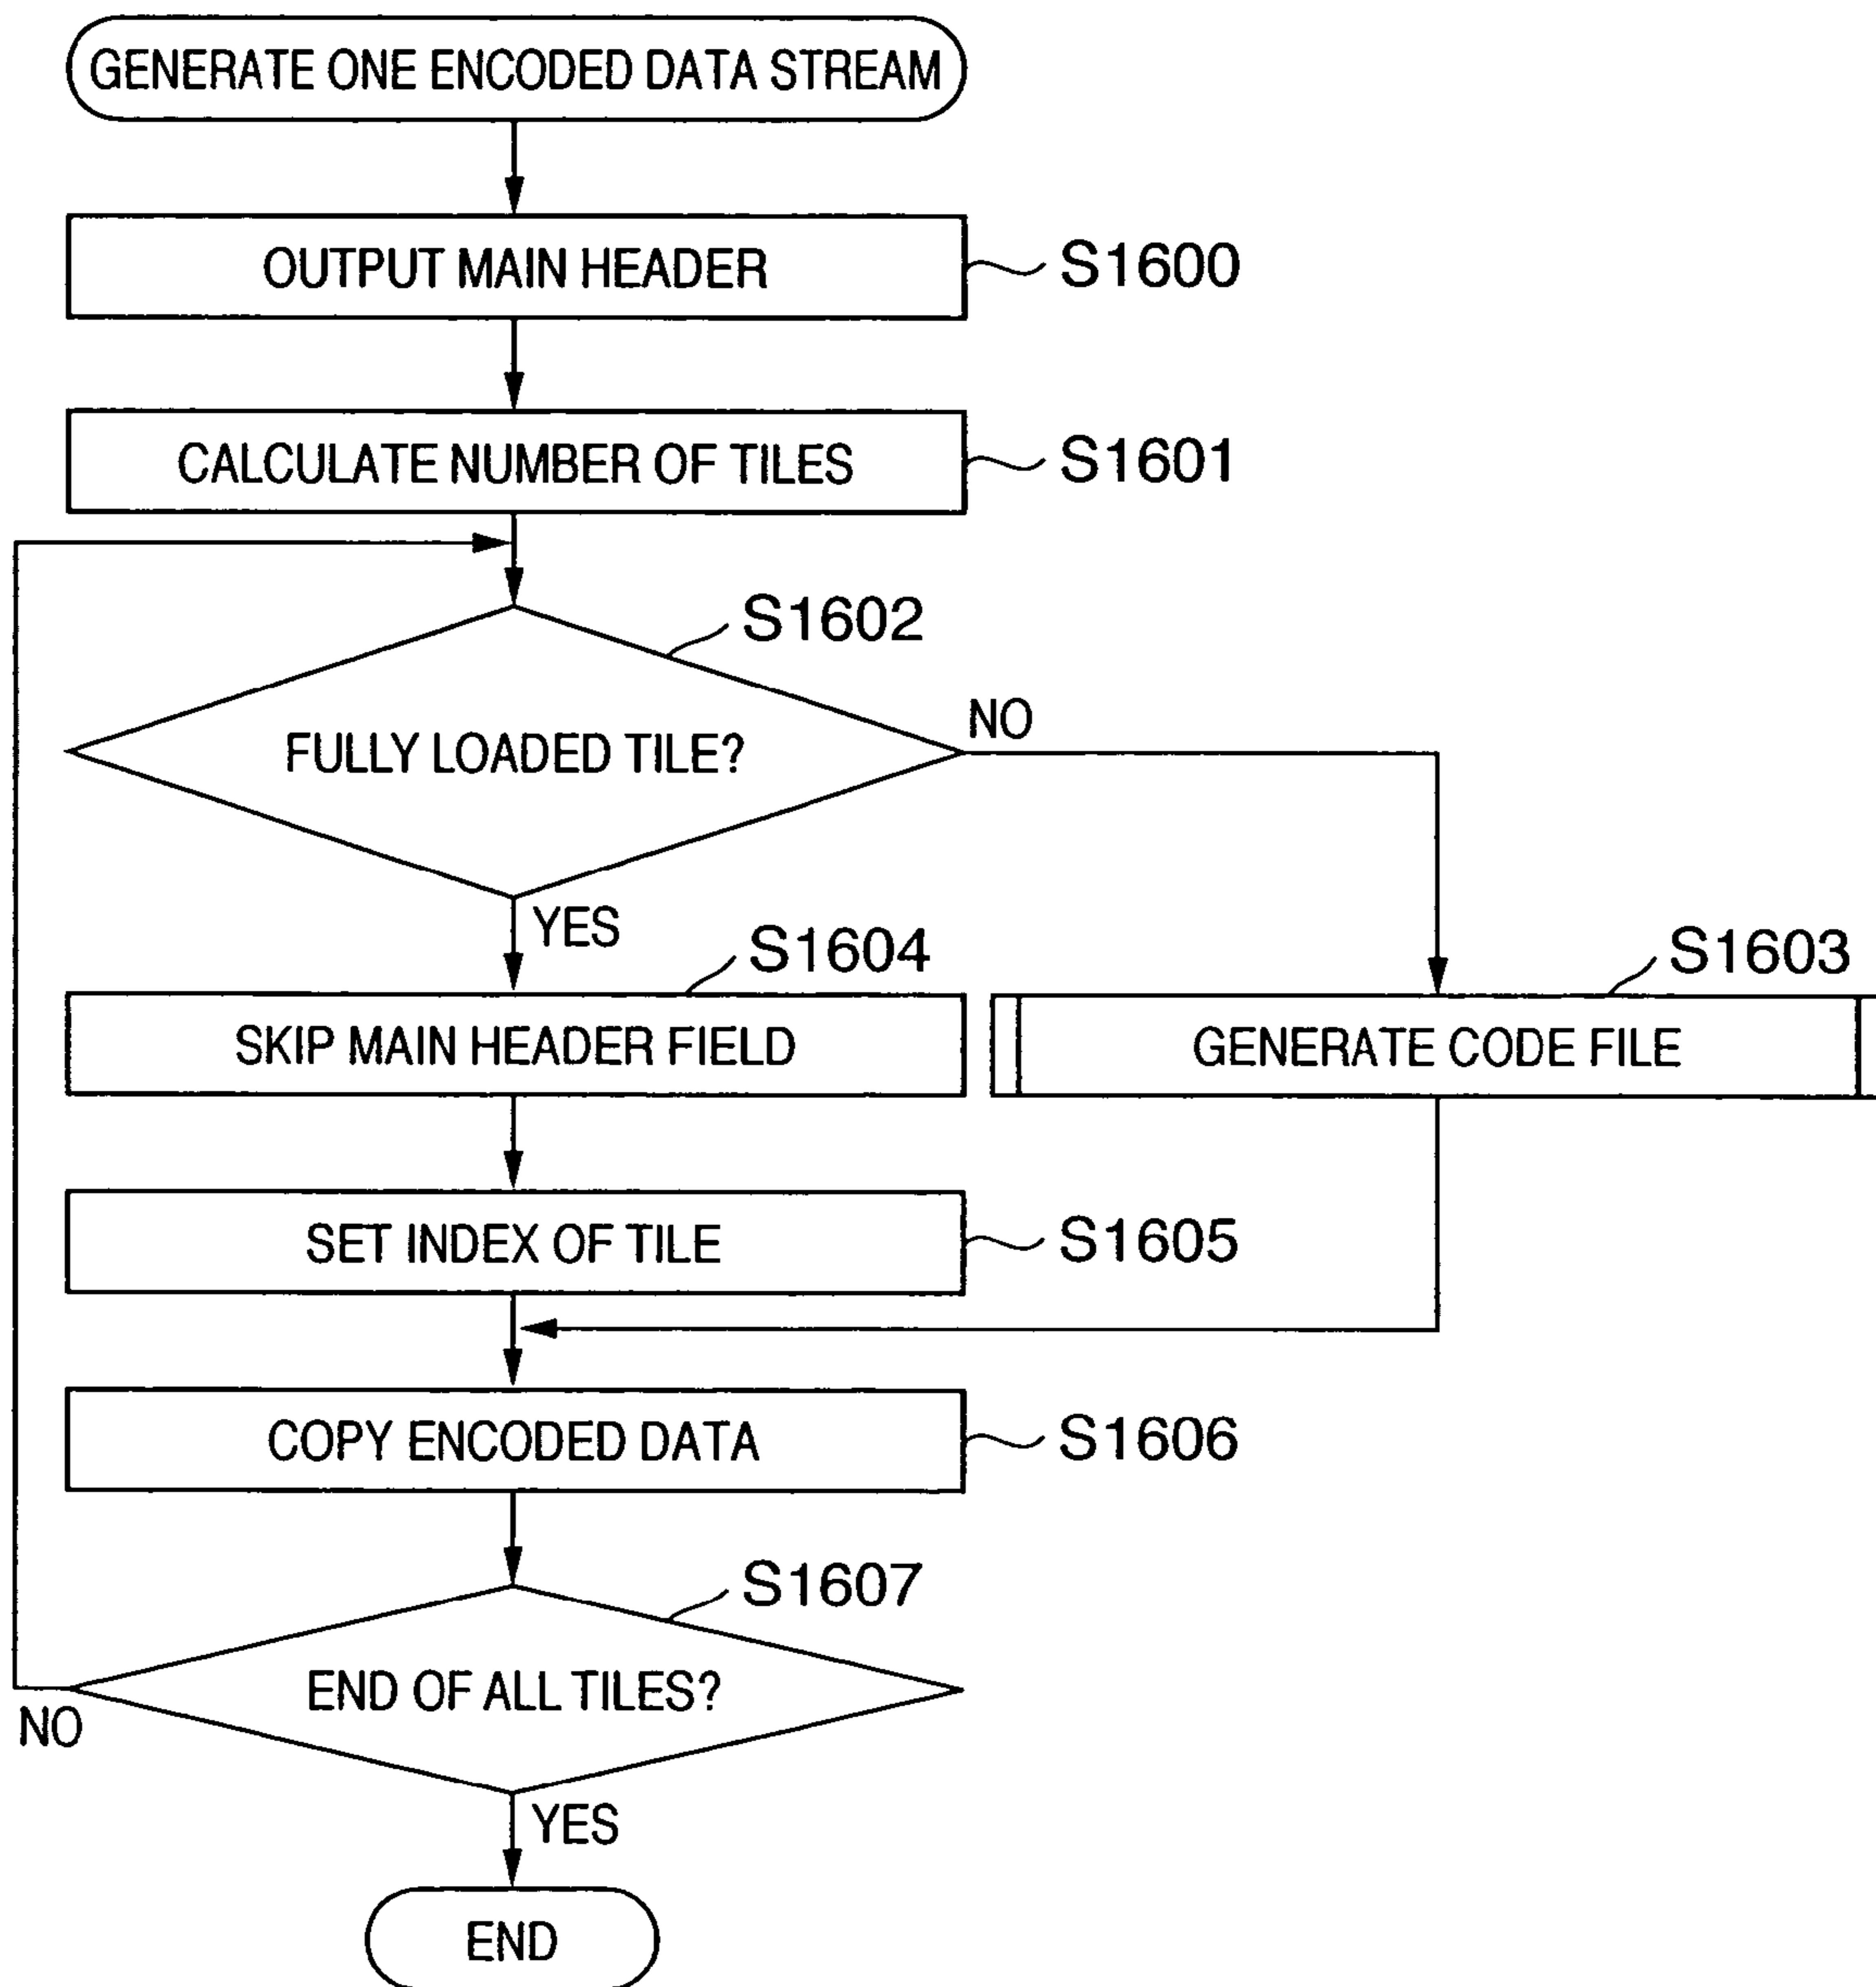 GENERATE ONE ENCODED DATA STREAM
OUTPUT MAIN HEADER
S1600
CALCULATE NUMBER OF TILES
S1601
S1602
FULLY LOADED TILE?
NO
YES
S1604
S1603
SKIP MAIN HEADER FIELD
GENERATE CODE FILE
SET INDEX OF TILE
S1605
COPY ENCODED DATA
S1606
S1607
END OF ALL TILES?
NO
YES
END